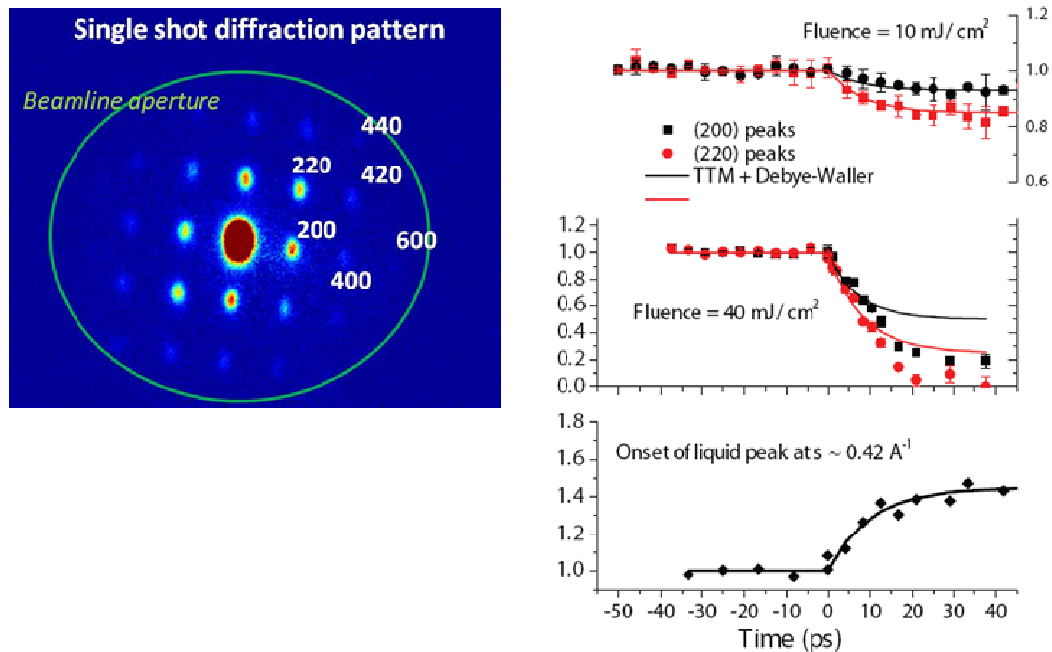 Single shot diffraction pattern
Beamline aperture
440
220
420
200
600
400
Fluence = 10 mJ/ cm²
1.2
1.0
0.8
0.6
(200) peaks
(220) peaks
TTM + Debye-Waller
1.2
1.0
0.8
0.6
0.4
0.2
0.0
Fluence = 40 mJ/ cm²
1.8
1.6
1.4
1.2
1.0
Onset of liquid peak at s ~ 0.42 A⁻¹
-50 -40 -30 -20 -10 0 10 20 30 40
Time (ps)